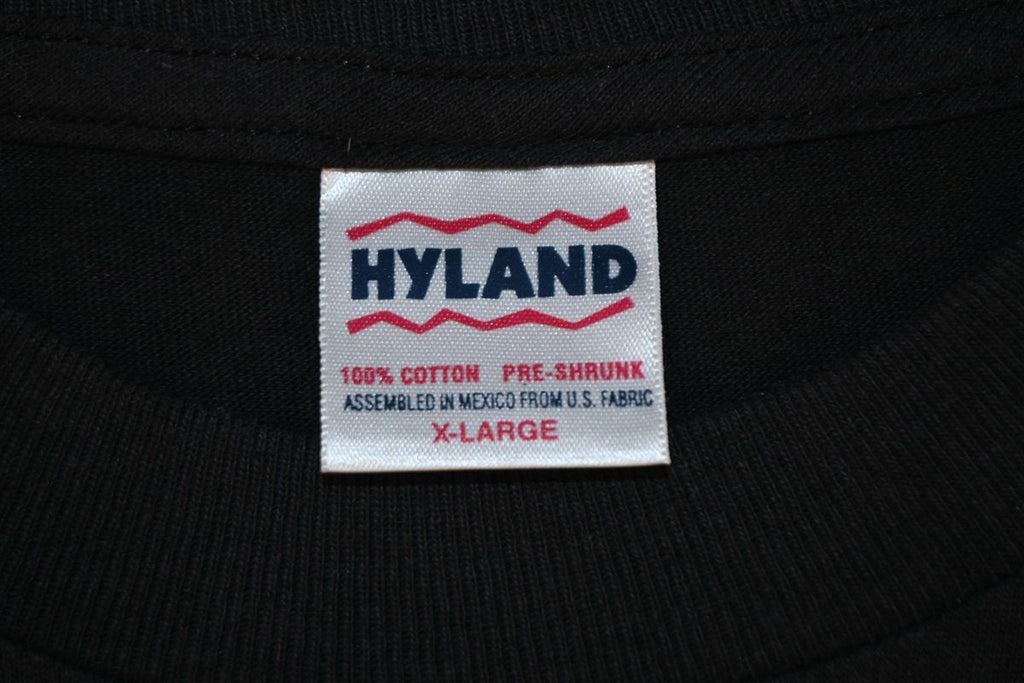 HYLAND
100% COTTON PRE-SHRUNK
ASSEMBLED IN MEXICO FROM U.S. FABRIC
X-LARGE